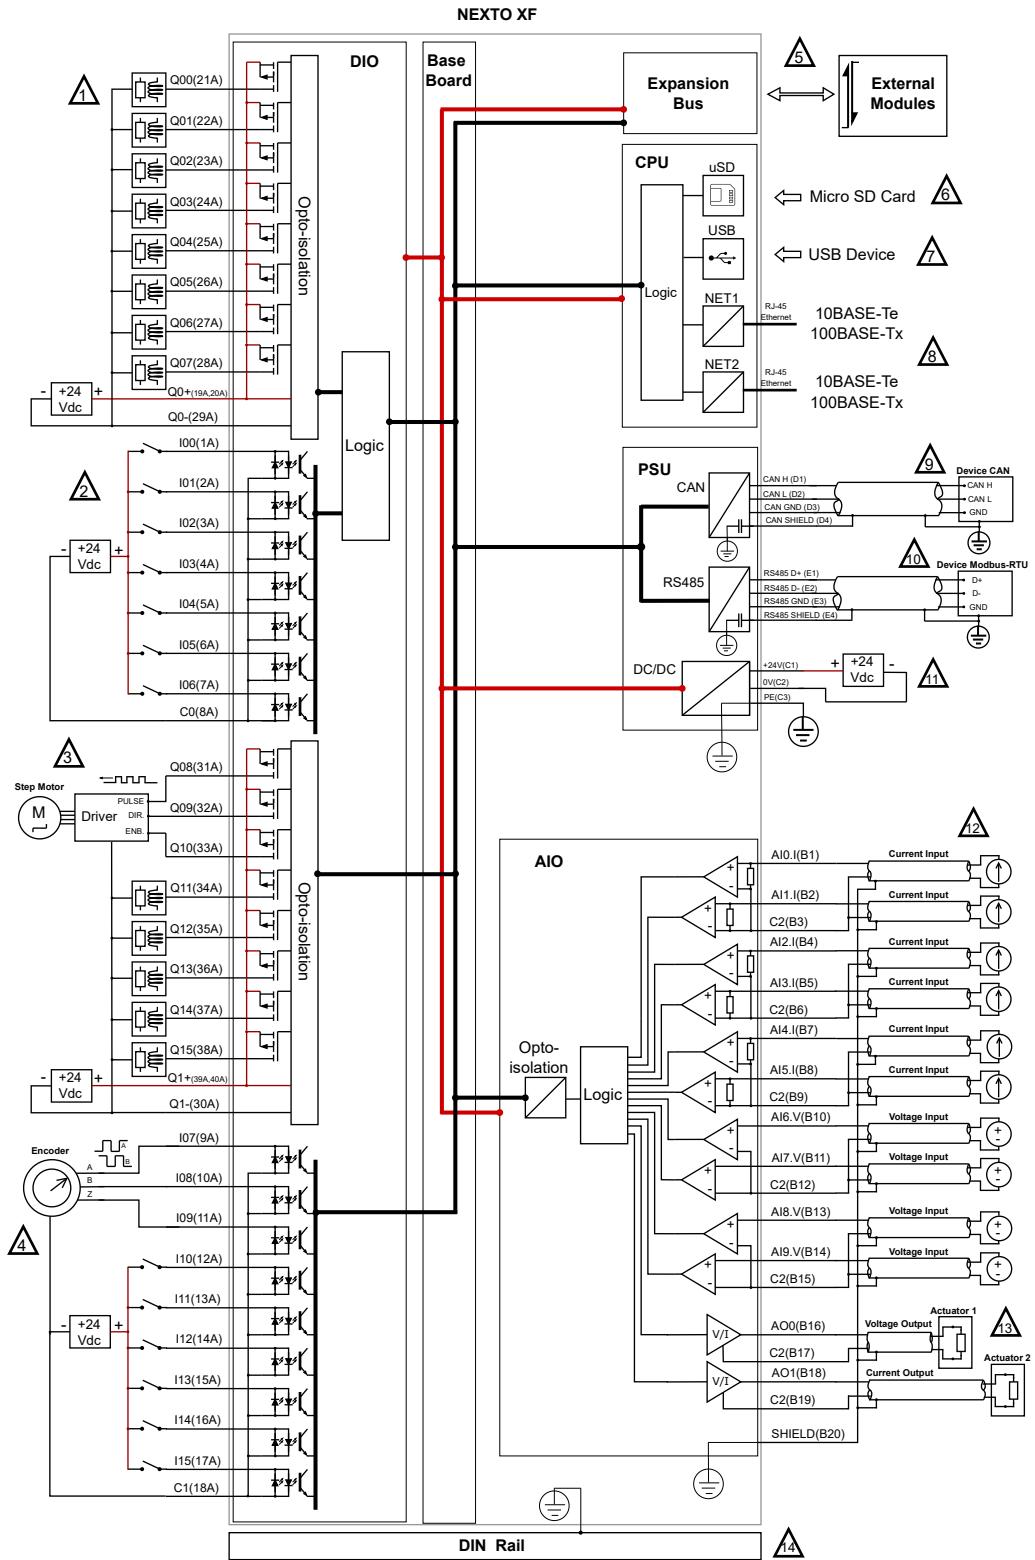 NEXTO XF
DIO
Base
Board
1
Q00(21A)
Q01(22A)
Q02(23A)
Q03(24A)
Q04(25A)
Q05(26A)
Q06(27A)
Q07(28A)
Opto-isolation
- +24 Vdc +
Q0+(19A,20A)
Q0-(29A)
Logic
2
I00(1A)
I01(2A)
I02(3A)
I03(4A)
I04(5A)
I05(6A)
I06(7A)
C0(8A)
- +24 Vdc +
3
Step Motor
M
Driver
PULSE
DIR.
ENB.
Q08(31A)
Q09(32A)
Q10(33A)
Q11(34A)
Q12(35A)
Q13(36A)
Q14(37A)
Q15(38A)
Opto-isolation
- +24 Vdc +
Q1+(39A,40A)
Q1-(30A)
Encoder
A
B
A
B
Z
4
I07(9A)
I08(10A)
I09(11A)
I10(12A)
I11(13A)
I12(14A)
I13(15A)
I14(16A)
I15(17A)
C1(18A)
- +24 Vdc +
Expansion
Bus
5
External
Modules
CPU
Logic
uSD
Micro SD Card
6
USB
USB Device
7
NET1
RJ-45
Ethernet
10BASE-Te
100BASE-Tx
8
NET2
RJ-45
Ethernet
10BASE-Te
100BASE-Tx
PSU
CAN
CAN H (D1)
CAN L (D2)
CAN GND (D3)
CAN SHIELD (D4)
9
Device CAN
CAN H
CAN L
GND
RS485
RS485 D+ (E1)
RS485 D- (E2)
RS485 GND (E3)
RS485 SHIELD (E4)
10
Device Modbus-RTU
D+
D-
GND
DC/DC
+24V(C1)
0V(C2)
PE(C3)
+ +24 Vdc -
11
AIO
Opto-
isolation
Logic
12
AI0.I(B1)
Current Input
+
-
AI1.I(B2)
Current Input
C2(B3)
+
-
AI2.I(B4)
Current Input
+
-
AI3.I(B5)
Current Input
C2(B6)
+
-
AI4.I(B7)
Current Input
+
-
AI5.I(B8)
Current Input
C2(B9)
+
-
AI6.V(B10)
Voltage Input
+
-
+
-
AI7.V(B11)
Voltage Input
C2(B12)
+
-
+
-
AI8.V(B13)
Voltage Input
+
-
+
-
AI9.V(B14)
Voltage Input
C2(B15)
+
-
+
-
V/I
AO0(B16)
Voltage Output
C2(B17)
Actuator 1
13
V/I
AO1(B18)
Current Output
C2(B19)
Actuator 2
SHIELD(B20)
DIN Rail
14